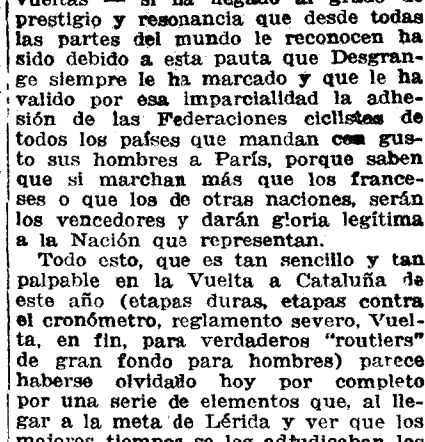 vueltas — si ha llegado al grado de
prestigio y resonancia que desde todas
las partes del mundo le reconocen ha
sido debido a esta pauta que Desgran-
ge siempre le ha marcado y que le ha
valido por esa imparcialidad la adhe-
sión de las Federaciones ciclistas de
todos los países que mandan con gus-
to sus hombres a París, porque saben
que si marchan más que los france-
ses o que los de otras naciones, serán
los vencedores y darán gloria legítima
a la Nación que representan.
Todo esto, que es tan sencillo y tan
palpable en la Vuelta a Cataluña de
este año (etapas duras, etapas contra
el cronómetro, reglamento severo, Vuel-
ta, en fin, para verdaderos "routiers"
de gran fondo para hombres) parece
haberse olvidado hoy por completo
por una serie de elementos que, al lle-
gar a la meta de Lérida y ver que los
mejores tiempos se los adjudicaban los